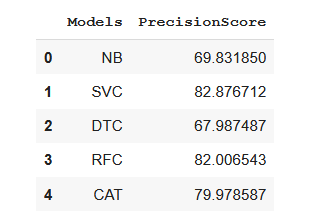 Models PrecisionScore
0 NB 69.831850
1 SVC 82.876712
2 DTC 67.987487
3 RFC 82.006543
4 CAT 79.978587